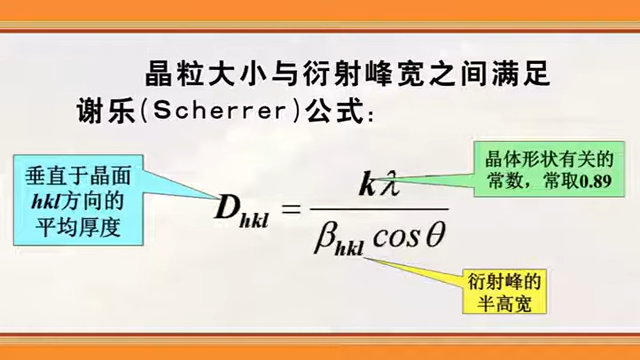 晶粒大小与衍射峰宽之间满足
谢乐(Scherrer)公式：
垂直于晶面
hkl方向的
平均厚度
D_hkl = kλ / β_hkl cosθ
晶体形状有关的
常数，常取0.89
衍射峰的
半高宽